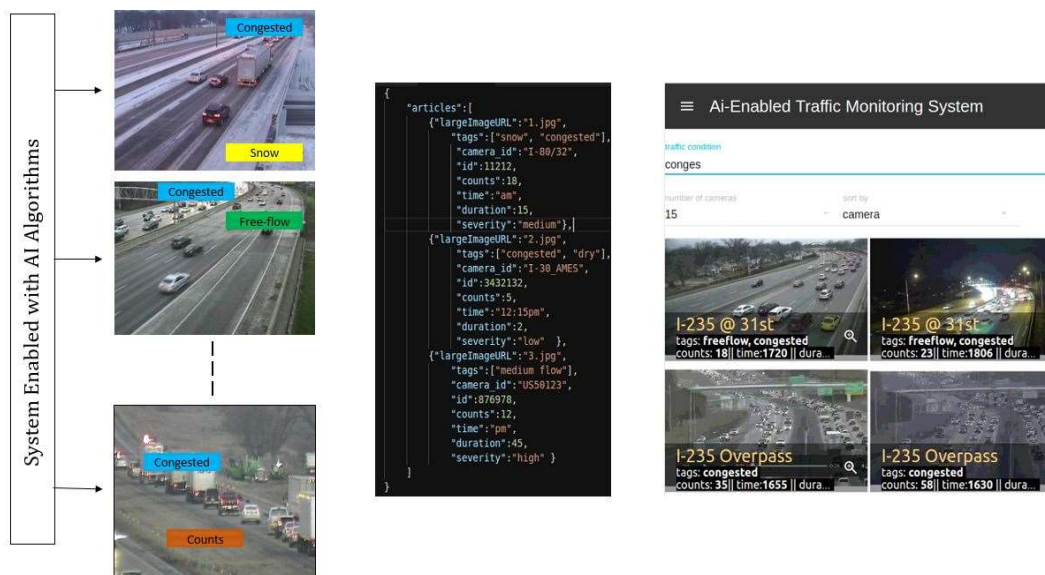 System Enabled with AI Algorithms
Congested
Snow
Congested
Free-flow
Congested
Counts
{
"articles":[
{"largeImageURL":"1.jpg",
"tags":["snow", "congested"],
"camera_id":"I-80/32",
"id":11212,
"counts":18,
"time":"am",
"duration":15,
"severity":"medium"},
{"largeImageURL":"2.jpg",
"tags":["congested", "dry"],
"camera_id":"I-30_AMES",
"id":3432132,
"counts":5,
"time":"12:15pm",
"duration":2,
"severity":"low" },
{"largeImageURL":"3.jpg",
"tags":["medium flow"],
"camera_id":"US50123",
"id":876978,
"counts":12,
"time":"pm",
"duration":45,
"severity":"high" }
]
}
Ai-Enabled Traffic Monitoring System
traffic condition
conges
number of cameras
sort by
15
camera
I-235 @ 31st
tags: freeflow, congested
counts: 18|| time:1720 || dura...
I-235 @ 31st
tags: freeflow, congested
counts: 23|| time:1806 || dura...
I-235 Overpass
tags: congested
counts: 35|| time:1655 || dura...
I-235 Overpass
tags: congested
counts: 58|| time:1630 || dura...